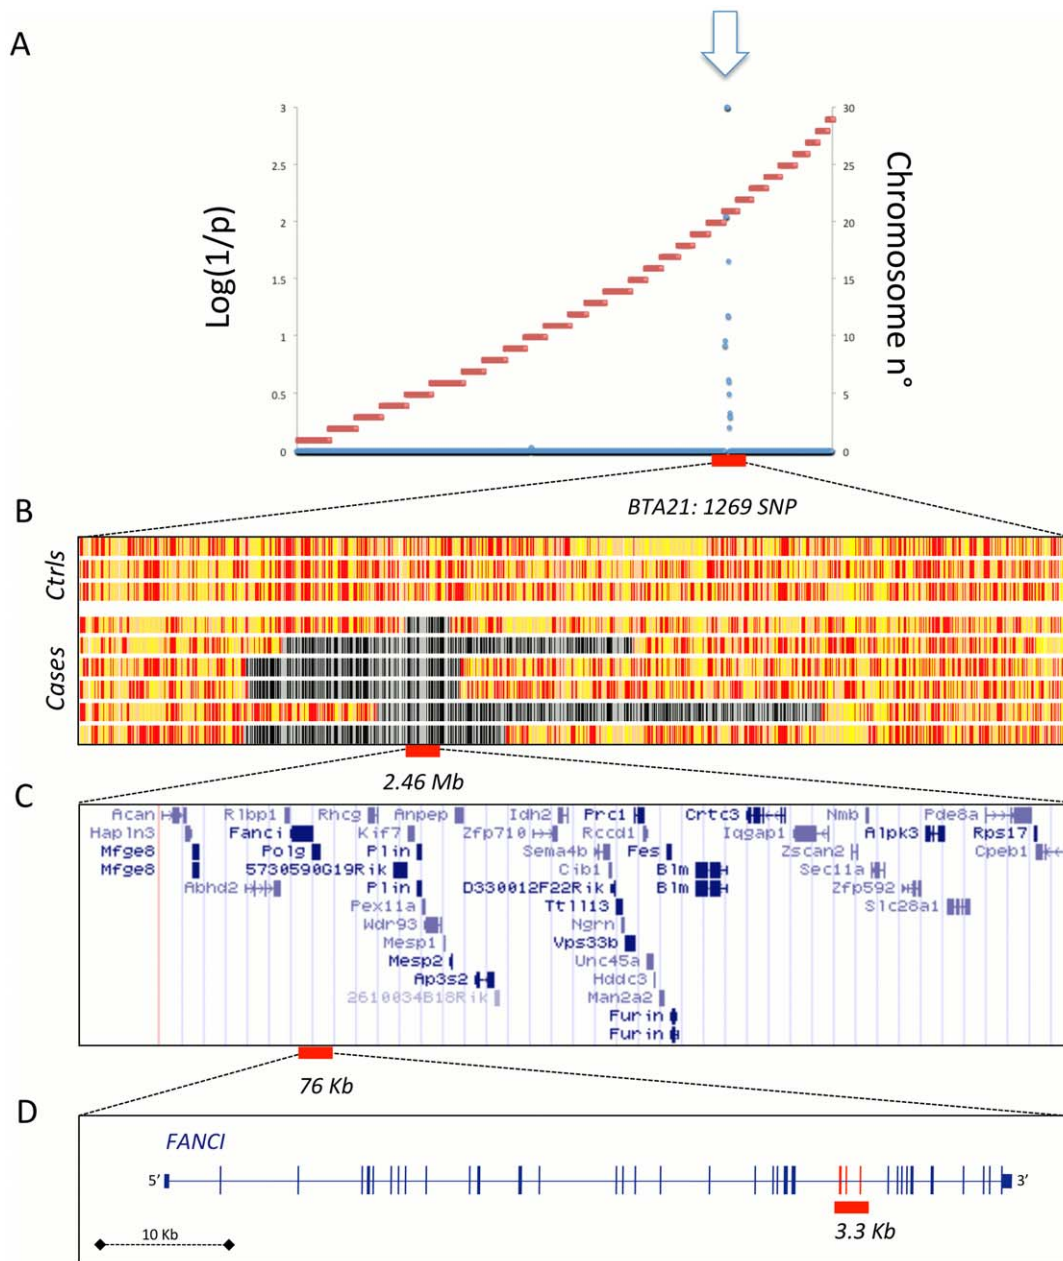 A
Log(1/p)
3
2.5
2
1.5
1
0.5
0
30
25
20
15
10
5
0
Chromosome n°
BTA21: 1269 SNP
B
Ctrls
Cases
2.46 Mb
C
Acan Rlbp1 Rhcg Anpep Idh2 Prc1 Crtc3 Nmb Pde8a
Hapln3 Fanci Kif7 Zfp710 Rccd1 Iqgap1 Alpk3 Rps17
Mfge8 Polg Plin Sema4b Fes Zscan2 Cpeb1
Mfge8 5730590G19Rik Cib1 Blm Sec11a
Abhd2 Plin D330012F22Rik Blm Zfp592
Pex11a Ttll13 Slc28a1
Wdr93 Ngrn
Mesp1 Vps33b
Mesp2 Unc45a
Ap3s2 Hddc3
2610034B18Rik Man2a2
Furin
Furin
76 Kb
D
FANCI
5' 3'
10 Kb
3.3 Kb